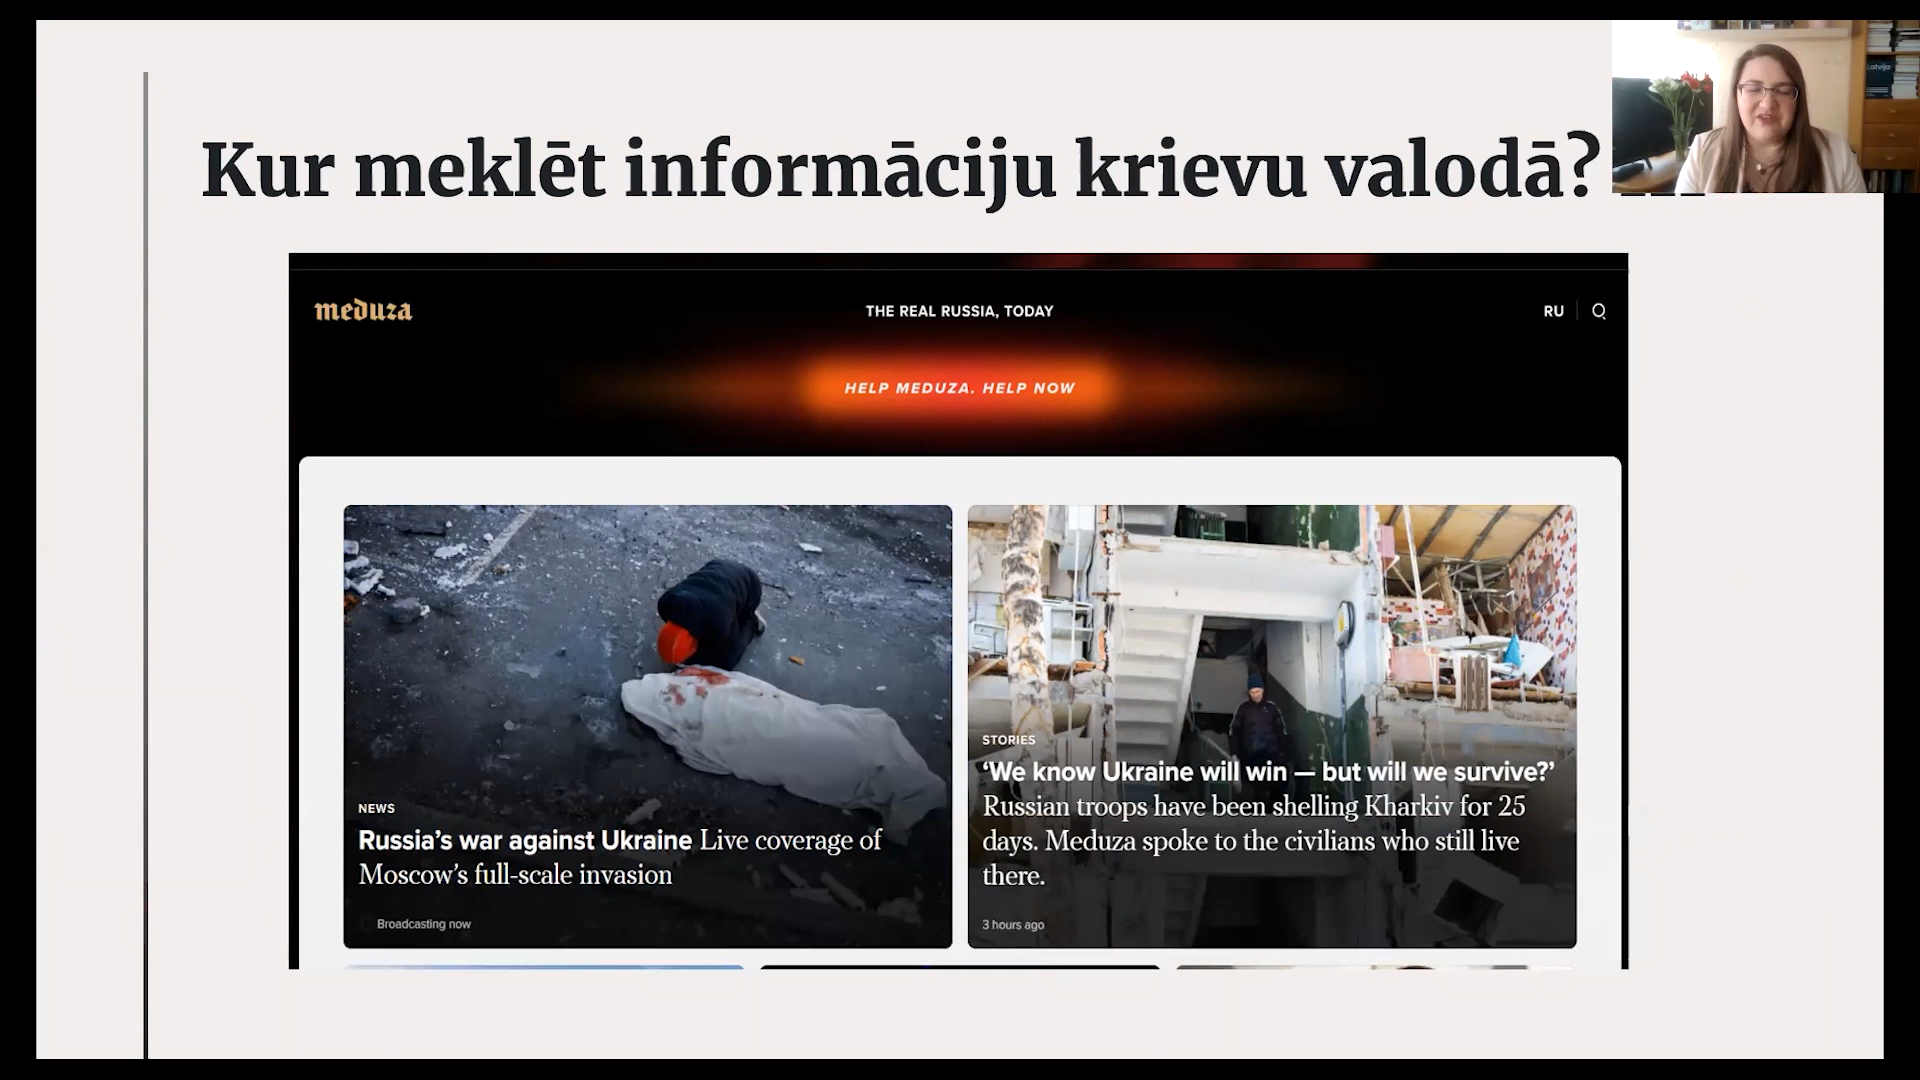 Kur meklēt informāciju krievu valodā?
Latvija
meduza
THE REAL RUSSIA, TODAY
RU
HELP MEDUZA. HELP NOW
NEWS
Russia’s war against Ukraine Live coverage of
Moscow’s full-scale invasion
Broadcasting now
STORIES
‘We know Ukraine will win — but will we survive?’
Russian troops have been shelling Kharkiv for 25
days. Meduza spoke to the civilians who still live
there.
3 hours ago